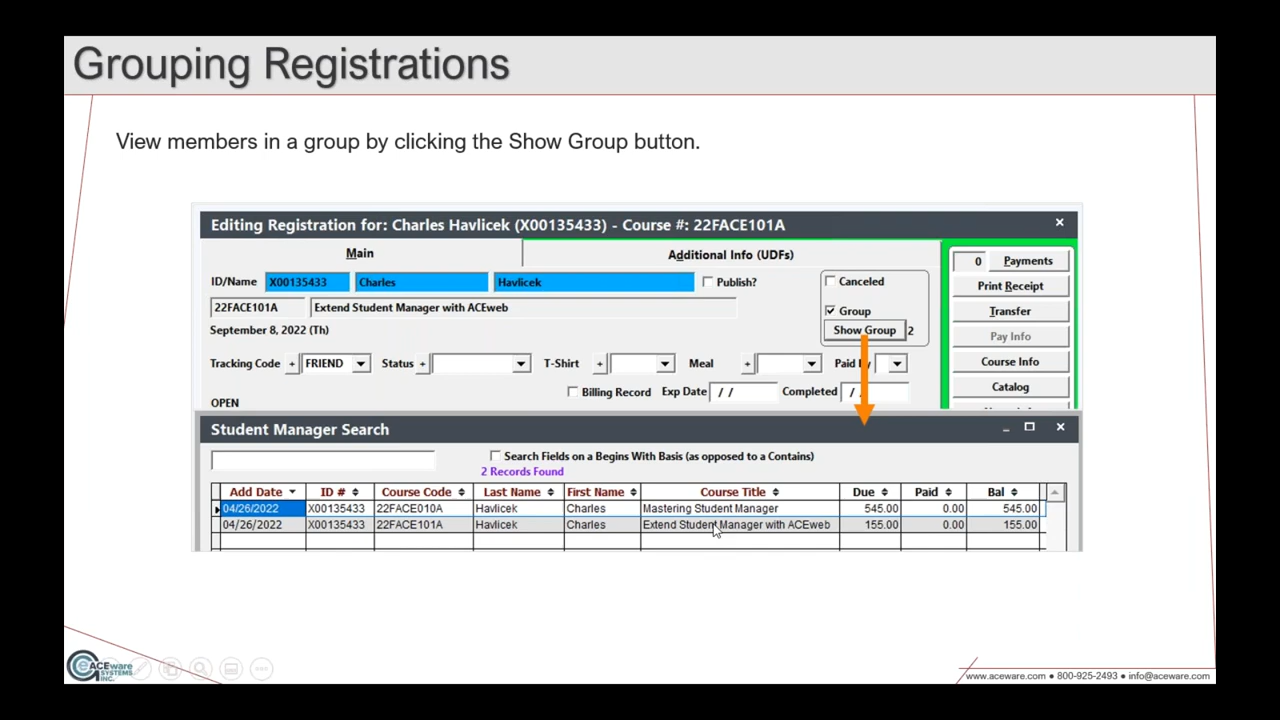 Grouping Registrations
View members in a group by clicking the Show Group button.
Editing Registration for: Charles Havlicek (X00135433) - Course #: 22FACE101A
Main Additional Info (UDFs) 0 Payments
ID/Name X00135433 Charles Havlicek Publish? Canceled Print Receipt
22FACE101A Extend Student Manager with ACEweb Group Transfer
September 8, 2022 (Th) Show Group 2 Pay Info
Tracking Code + FRIEND Status + T-Shirt + Meal + Paid Course Info
Billing Record Exp Date / / Completed / Catalog
OPEN
Student Manager Search
Search Fields on a Begins With Basis (as opposed to a Contains)
2 Records Found
Add Date ID # Course Code Last Name First Name Course Title Due Paid Bal
04/26/2022 X00135433 22FACE010A Havlicek Charles Mastering Student Manager 545.00 0.00 545.00
04/26/2022 X00135433 22FACE101A Havlicek Charles Extend Student Manager with ACEweb 155.00 0.00 155.00
ACEware
SYSTEMS
INC.
www.aceware.com ● 800-925-2493 ● info@aceware.com